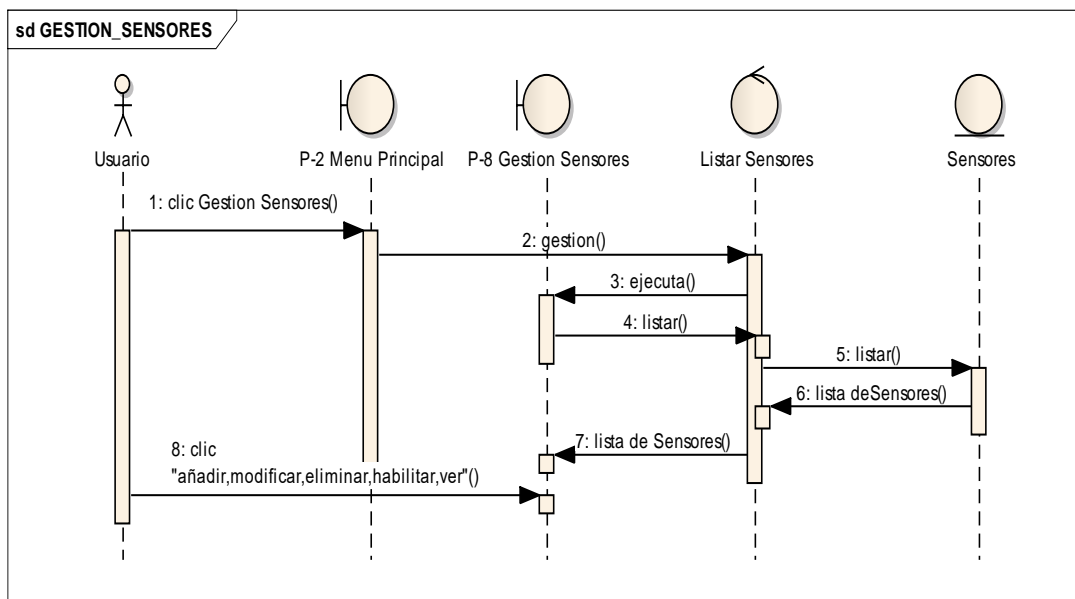 sd GESTION_SENSORES
Usuario
P-2 Menu Principal
P-8 Gestion Sensores
Listar Sensores
Sensores
1: clic Gestion Sensores()
2: gestion()
3: ejecuta()
4: listar()
5: listar()
6: lista deSensores()
7: lista de Sensores()
8: clic
"añadir,modificar,eliminar,habilitar,ver"()